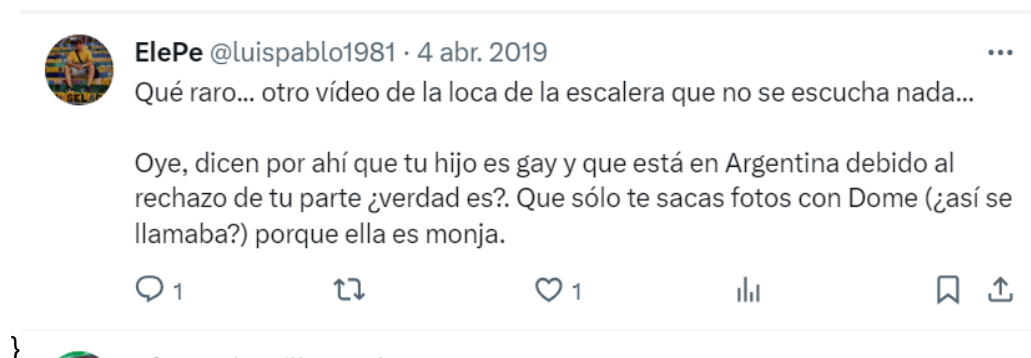 ElePe @luispablo1981 · 4 abr. 2019
Qué raro... otro vídeo de la loca de la escalera que no se escucha nada...
Oye, dicen por ahí que tu hijo es gay y que está en Argentina debido al
rechazo de tu parte ¿verdad es?. Que sólo te sacas fotos con Dome (¿así se
llamaba?) porque ella es monja.
1 1
}